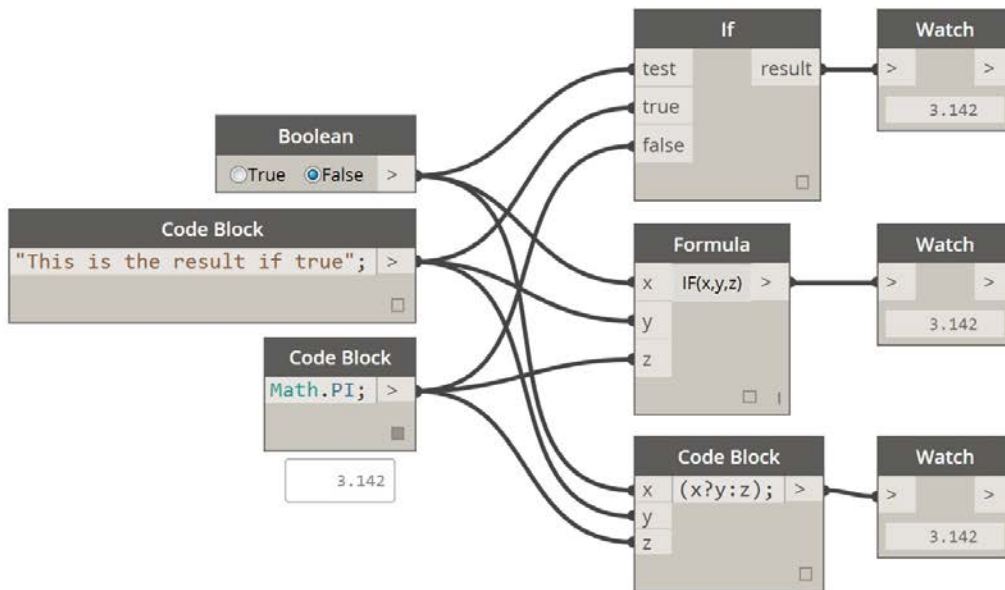 If
test result
true
false
Watch
> >
3.142
Boolean
True False >
Code Block
"This is the result if true"; >
Code Block
Math.PI; >
3.142
Formula
x IF(x,y,z) >
y
z
Watch
> >
3.142
Code Block
x (x?y:z); >
y
z
Watch
> >
3.142